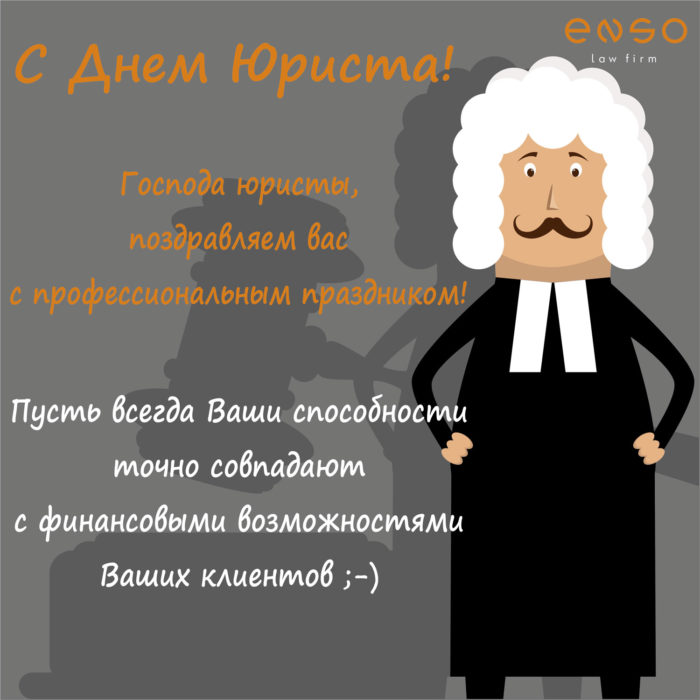 enso
law firm
С Днем Юриста!
Господа юристы,
поздравляем вас
с профессиональным праздником!
Пусть всегда Ваши способности
точно совпадают
с финансовыми возможностями
Ваших клиентов ;-)